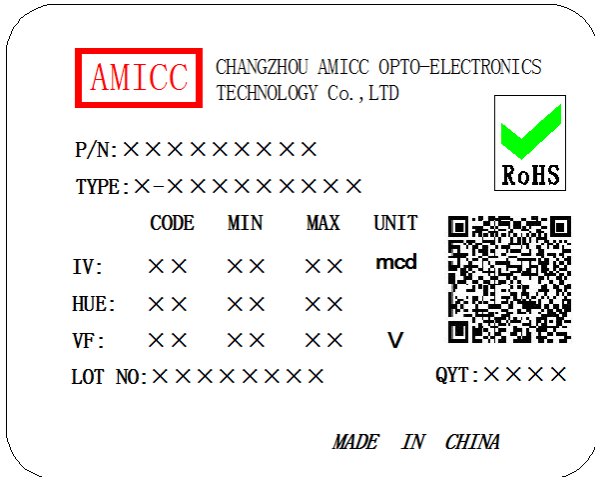 AMICC
CHANGZHOU AMICC OPTO-ELECTRONICS
TECHNOLOGY Co.,LTD
RoHS
P/N:×××××××××
TYPE:×-×××××××××
CODE MIN MAX UNIT
IV: ×× ×× ×× mcd
HUE: ×× ×× ××
VF: ×× ×× ×× V
LOT NO:×××××××× QYT:××××
MADE IN CHINA